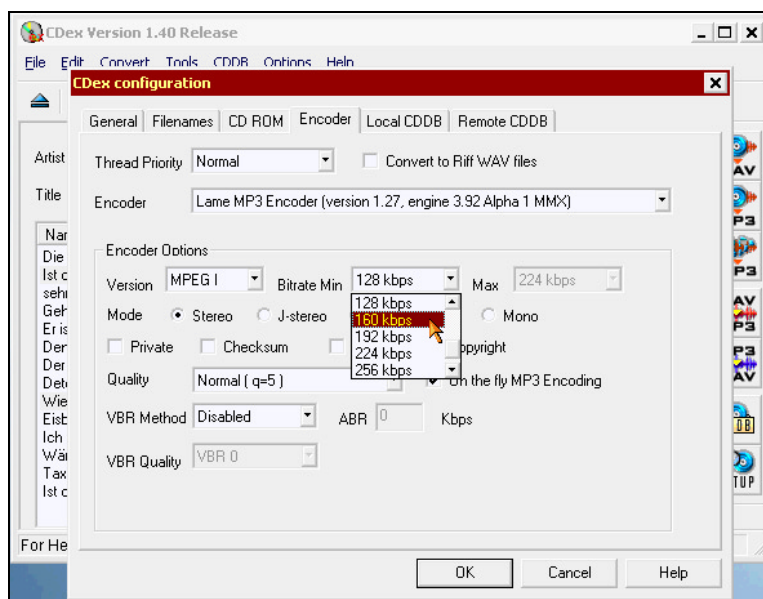 CDex Version 1.40 Release
File Edit Convert Tools CDDB Options Help
CDex configuration
General Filenames CD ROM Encoder Local CDDB Remote CDDB
Artist
Thread Priority Normal Convert to Riff WAV files
AV
Title
Encoder Lame MP3 Encoder (version 1.27, engine 3.92 Alpha 1 MMX)
P3
Nar
Encoder Options
Die
P3
Ist c
Version MPEG I Bitrate Min 128 kbps Max 224 kbps
sehr
128 kbps
AV
Geh
Mode Stereo J-stereo 160 kbps Mono
P3
Er is
192 kbps
Der
Private Checksum 224 kbps opyright
P3
Der
256 kbps
AV
Dete
Quality Normal ( q=5 ) On the fly MP3 Encoding
Wie
Eisb
VBR Method Disabled ABR 0 Kbps
DB
Ich
Wär
VBR Quality VBR 0
Tax
TUP
Ist c
For He
OK Cancel Help